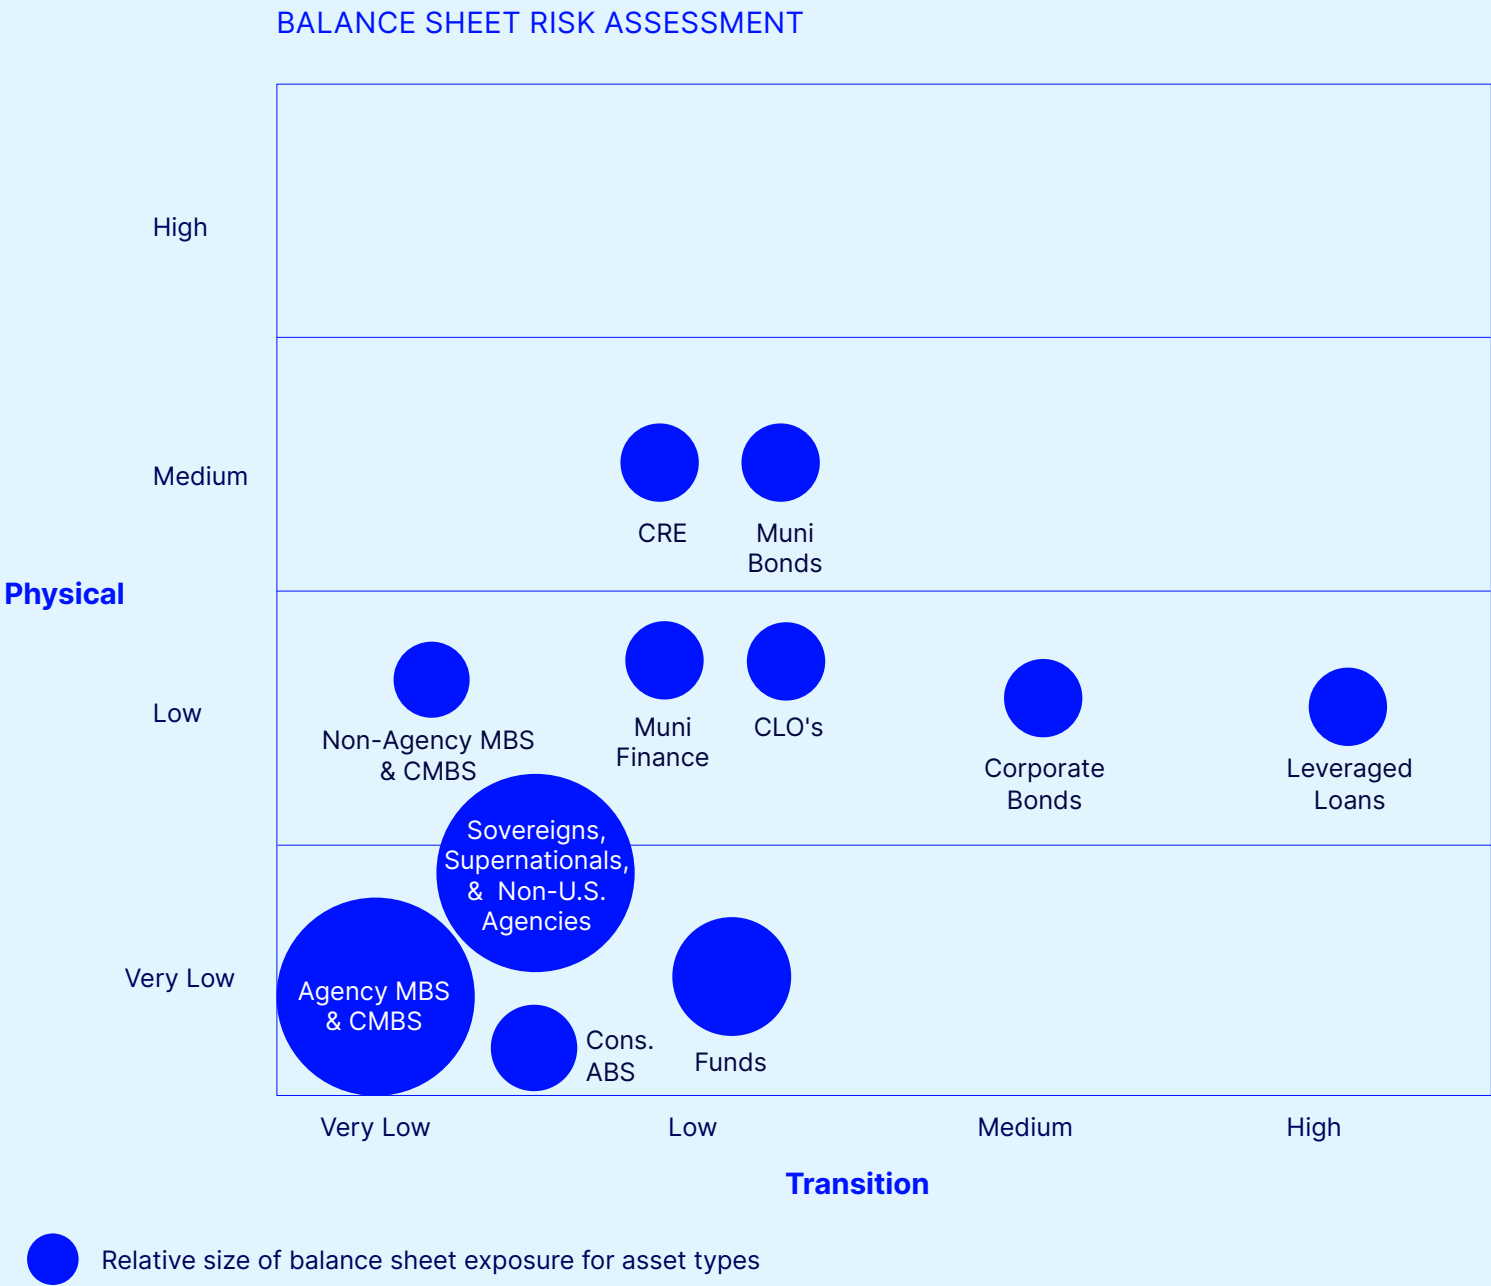 BALANCE SHEET RISK ASSESSMENT
High
Medium
CRE
Muni
Bonds
Physical
Low
Non-Agency MBS
& CMBS
Muni
Finance
CLO's
Corporate
Bonds
Leveraged
Loans
Sovereigns,
Supernationals,
& Non-U.S.
Agencies
Very Low
Agency MBS
& CMBS
Cons.
ABS
Funds
Very Low
Low
Medium
High
Transition
Relative size of balance sheet exposure for asset types